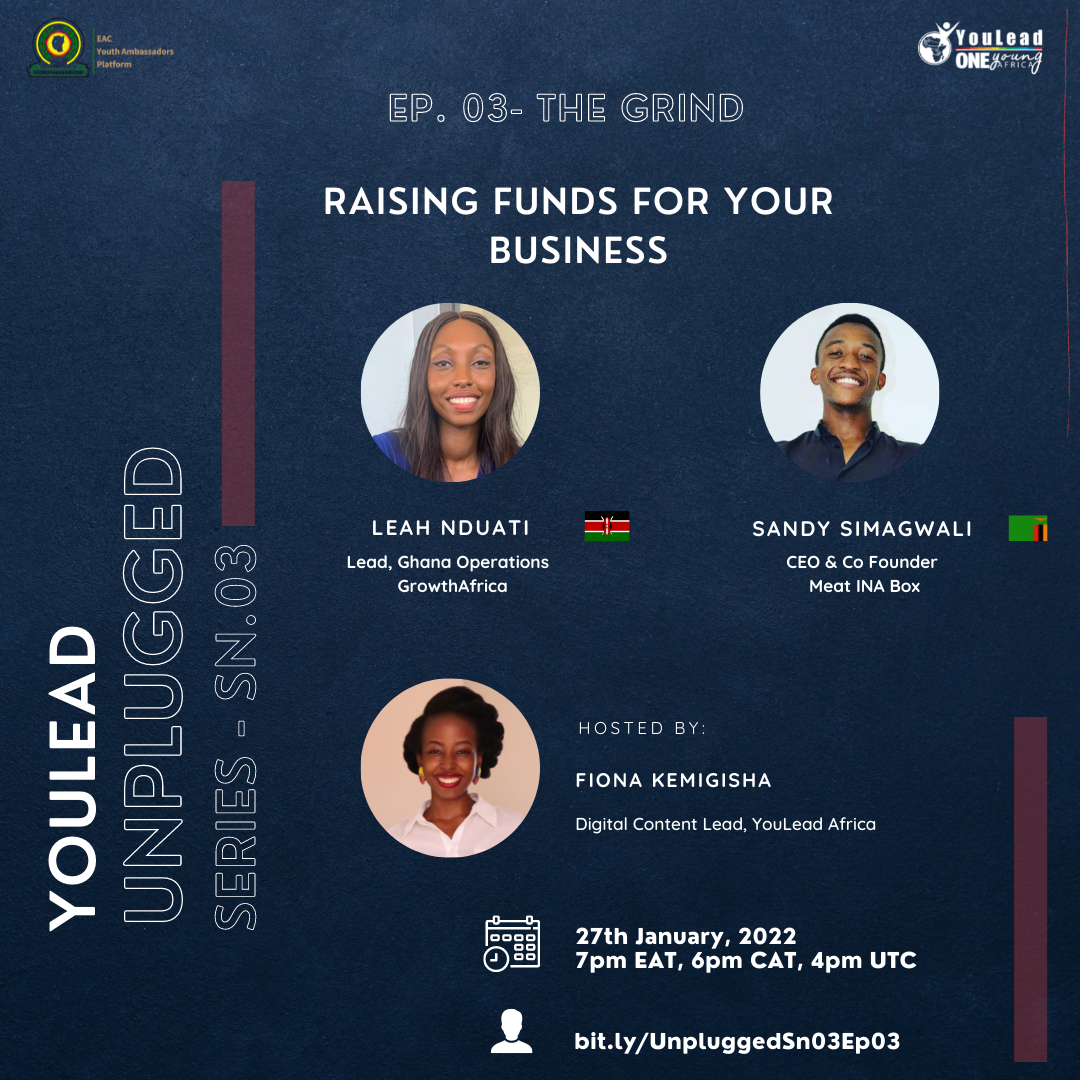 EAC
Youth Ambassadors
Platform
YouLead
ONE young
AFRICA
EP. 03- THE GRIND
RAISING FUNDS FOR YOUR
BUSINESS
LEAH NDUATI
Lead, Ghana Operations
GrowthAfrica
SANDY SIMAGWALI
CEO & Co Founder
Meat INA Box
YOULEAD
UNPLUGGED
SERIES - SN.03
HOSTED BY:
FIONA KEMIGISHA
Digital Content Lead, YouLead Africa
27th January, 2022
7pm EAT, 6pm CAT, 4pm UTC
bit.ly/UnpluggedSn03Ep03